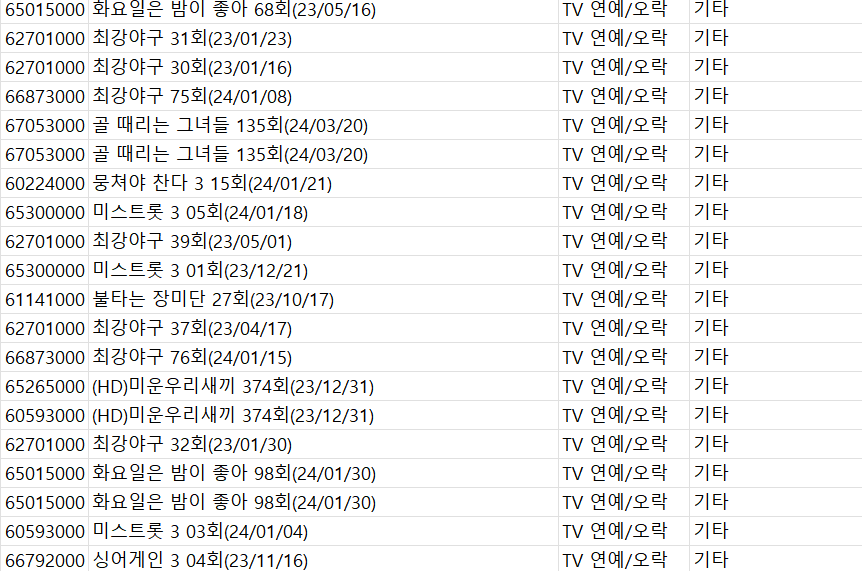 65015000 화요일은 밤이 좋아 68회(23/05/16) TV 연예/오락 기타
62701000 최강야구 31회(23/01/23) TV 연예/오락 기타
62701000 최강야구 30회(23/01/16) TV 연예/오락 기타
66873000 최강야구 75회(24/01/08) TV 연예/오락 기타
67053000 골 때리는 그녀들 135회(24/03/20) TV 연예/오락 기타
67053000 골 때리는 그녀들 135회(24/03/20) TV 연예/오락 기타
60224000 뭉쳐야 찬다 3 15회(24/01/21) TV 연예/오락 기타
65300000 미스트롯 3 05회(24/01/18) TV 연예/오락 기타
62701000 최강야구 39회(23/05/01) TV 연예/오락 기타
65300000 미스트롯 3 01회(23/12/21) TV 연예/오락 기타
61141000 불타는 장미단 27회(23/10/17) TV 연예/오락 기타
62701000 최강야구 37회(23/04/17) TV 연예/오락 기타
66873000 최강야구 76회(24/01/15) TV 연예/오락 기타
65265000 (HD)미운우리새끼 374회(23/12/31) TV 연예/오락 기타
60593000 (HD)미운우리새끼 374회(23/12/31) TV 연예/오락 기타
62701000 최강야구 32회(23/01/30) TV 연예/오락 기타
65015000 화요일은 밤이 좋아 98회(24/01/30) TV 연예/오락 기타
65015000 화요일은 밤이 좋아 98회(24/01/30) TV 연예/오락 기타
60593000 미스트롯 3 03회(24/01/04) TV 연예/오락 기타
66792000 싱어게인 3 04회(23/11/16) TV 연예/오락 기타